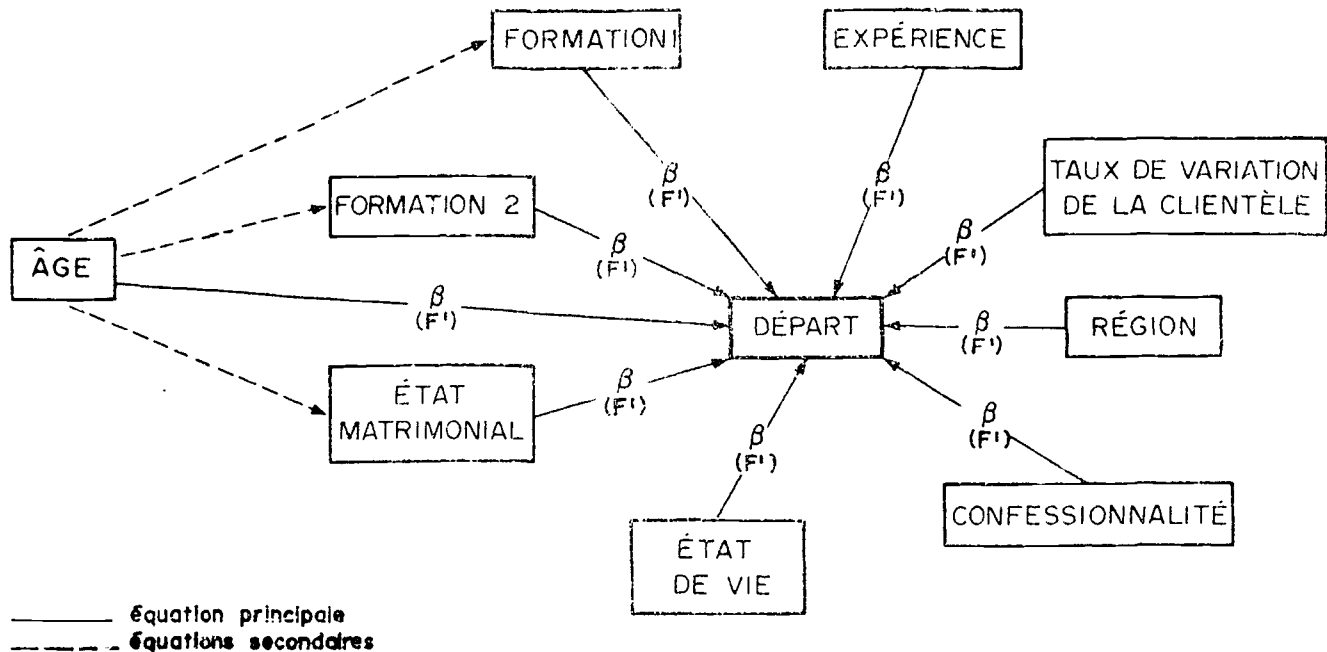 FORMATION1
EXPÉRIENCE
β
(F')
β
(F')
TAUX DE VARIATION
DE LA CLIENTÈLE
FORMATION 2
β
(F')
β
(F')
ÂGE
β
(F')
DÉPART
β
(F')
RÉGION
ÉTAT
MATRIMONIAL
β
(F')
β
(F')
β
(F')
CONFESSIONNALITÉ
ÉTAT
DE VIE
équation principale
équations secondaires